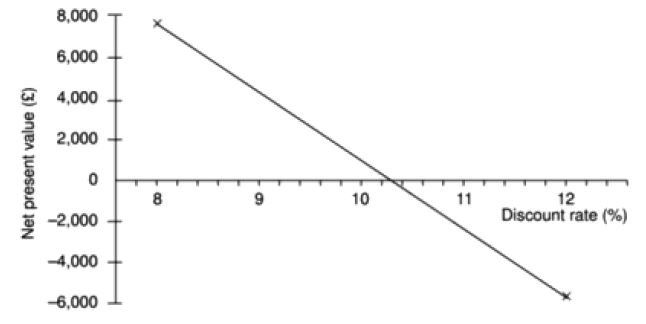 Net present value (£)
8,000
6,000
4,000
2,000
0
−2,000
−4,000
−6,000
8 9 10 11 12
Discount rate (%)